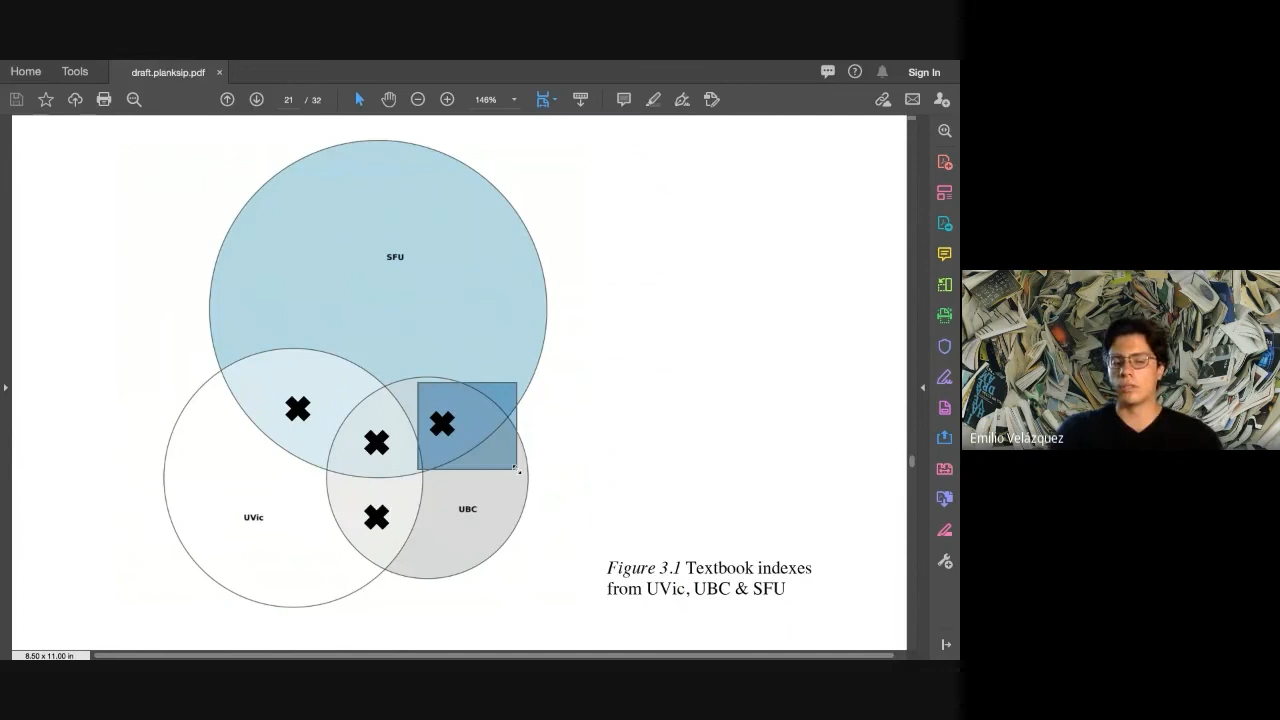 Home
Tools
draft.planksip.pdf
Sign In
21 / 32
146%
SFU
UVic
UBC
Figure 3.1 Textbook indexes
from UVic, UBC & SFU
8.50 x 11.00 in
Emilio Velázquez